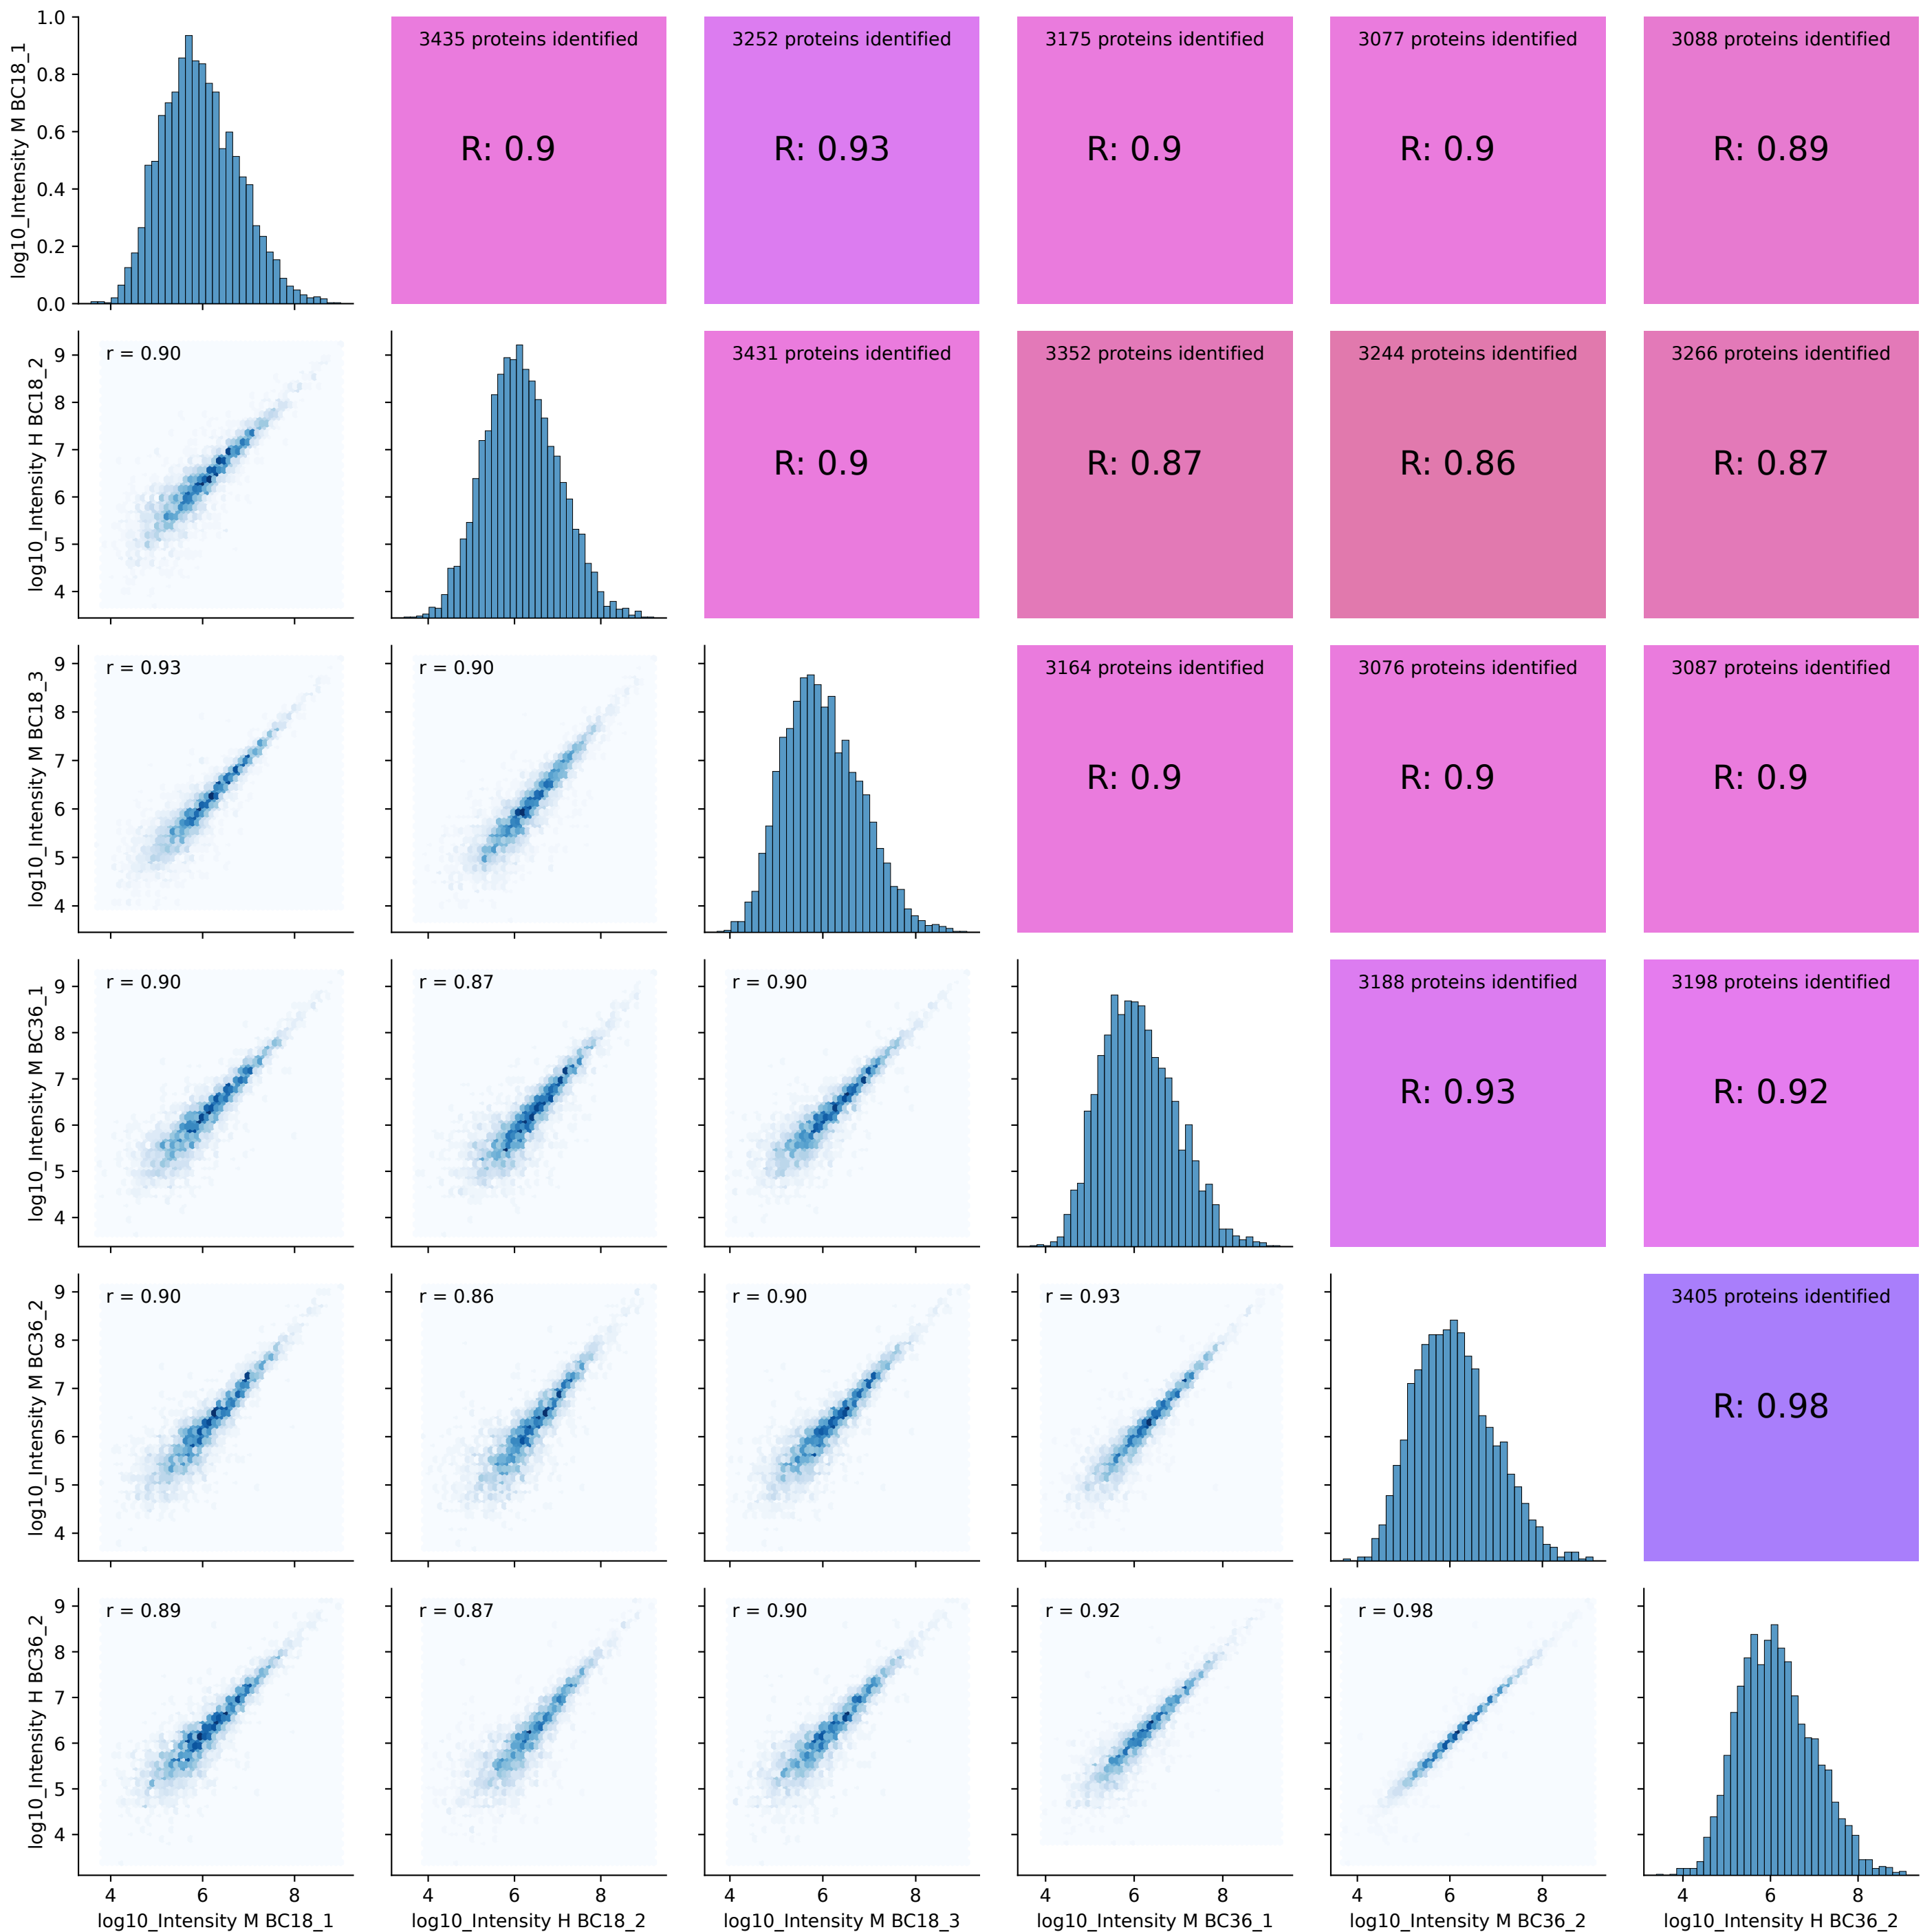 log10_Intensity M BC18_1
1.0
0.8
0.6
0.4
0.2
0.0
3435 proteins identified
R: 0.9
3252 proteins identified
R: 0.93
3175 proteins identified
R: 0.9
3077 proteins identified
R: 0.9
3088 proteins identified
R: 0.89
log10_Intensity H BC18_2
9
8
7
6
5
4
r = 0.90
3431 proteins identified
R: 0.9
3352 proteins identified
R: 0.87
3244 proteins identified
R: 0.86
3266 proteins identified
R: 0.87
log10_Intensity M BC18_3
9
8
7
6
5
4
r = 0.93
r = 0.90
3164 proteins identified
R: 0.9
3076 proteins identified
R: 0.9
3087 proteins identified
R: 0.9
log10_Intensity M BC36_1
9
8
7
6
5
4
r = 0.90
r = 0.87
r = 0.90
3188 proteins identified
R: 0.93
3198 proteins identified
R: 0.92
log10_Intensity M BC36_2
9
8
7
6
5
4
r = 0.90
r = 0.86
r = 0.90
r = 0.93
3405 proteins identified
R: 0.98
log10_Intensity H BC36_2
9
8
7
6
5
4
r = 0.89
r = 0.87
r = 0.90
r = 0.92
r = 0.98
4 6 8
log10_Intensity M BC18_1
4 6 8
log10_Intensity H BC18_2
4 6 8
log10_Intensity M BC18_3
4 6 8
log10_Intensity M BC36_1
4 6 8
log10_Intensity M BC36_2
4 6 8
log10_Intensity H BC36_2